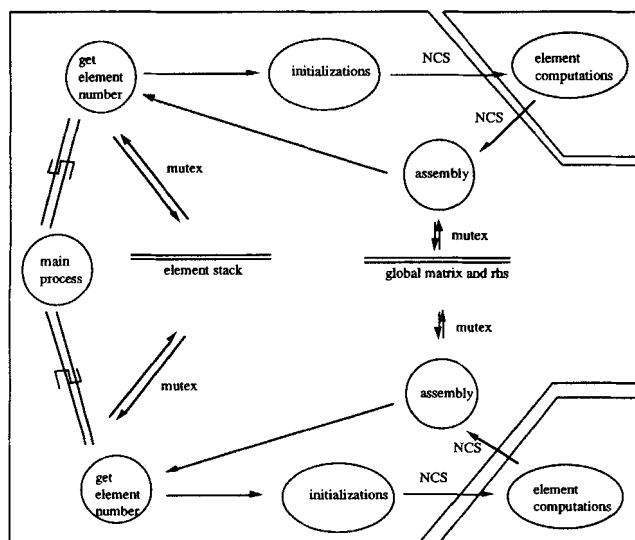 get
element
number
initializations
NCS
element
computations
NCS
mutex
assembly
mutex
main
process
element stack
global matrix and rhs
mutex
mutex
assembly
NCS
get
element
number
initializations
NCS
element
computations